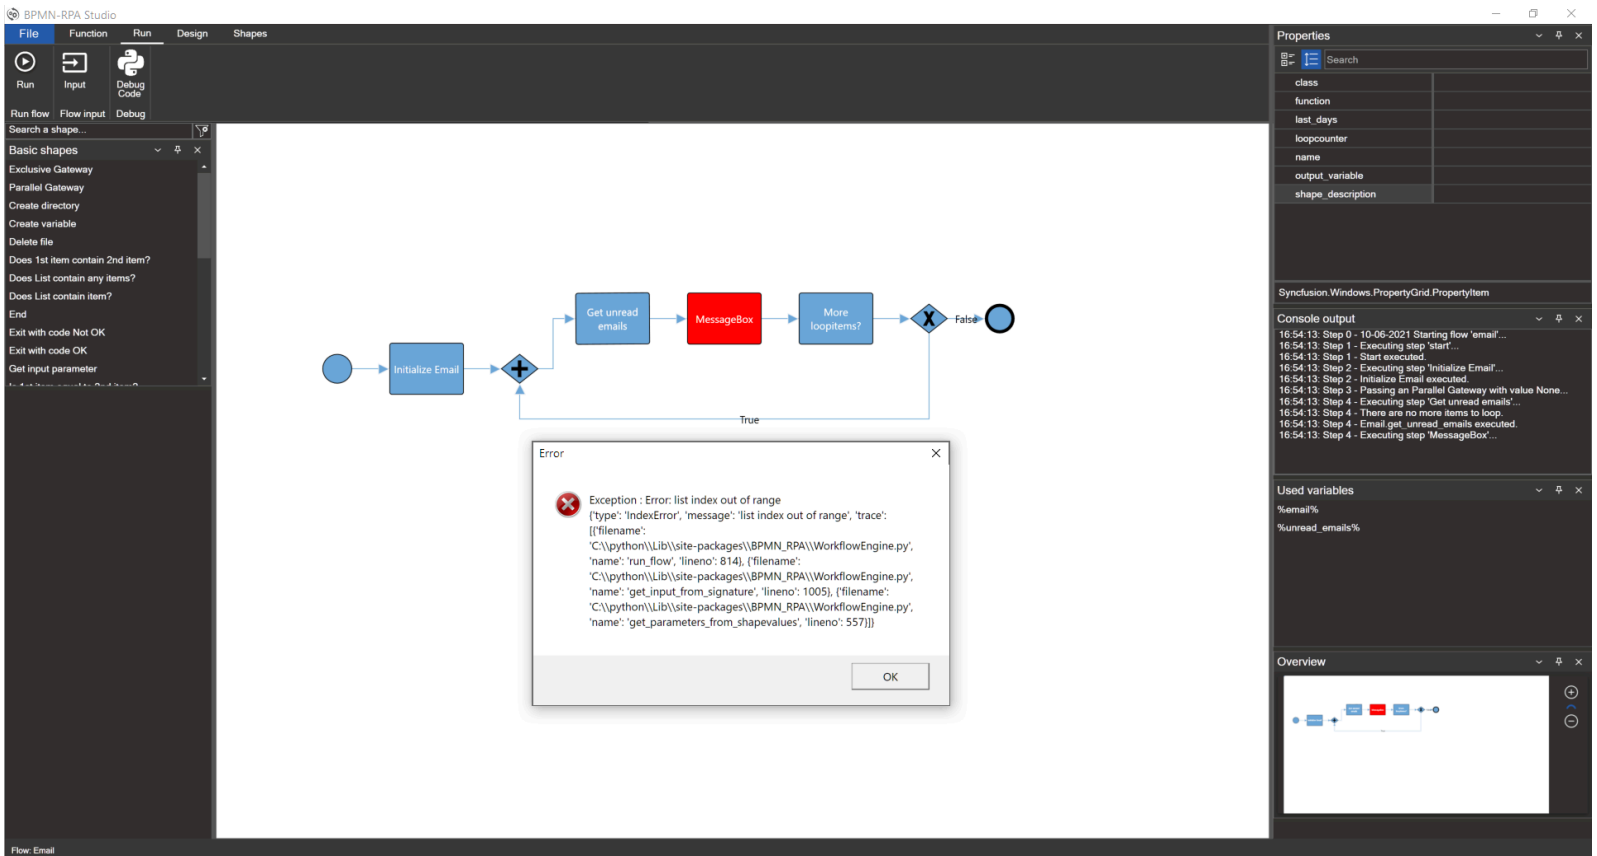 BPMN-RPA Studio
File Function Run Design Shapes
Run Input Debug Code
Run flow Flow input Debug
Search a shape...
Basic shapes
Exclusive Gateway
Parallel Gateway
Create directory
Create variable
Delete file
Does 1st item contain 2nd item?
Does List contain any items?
Does List contain item?
End
Exit with code Not OK
Exit with code OK
Get input parameter
Initialize Email
Get unread
emails
MessageBox
More
loopitems?
X
False
True
Error
Exception : Error: list index out of range
{'type': 'IndexError', 'message': 'list index out of range', 'trace':
[{'filename':
'C:\\python\\Lib\\site-packages\\BPMN_RPA\\WorkflowEngine.py',
'name': 'run_flow', 'lineno': 814}, {'filename':
'C:\\python\\Lib\\site-packages\\BPMN_RPA\\WorkflowEngine.py',
'name': 'get_input_from_signature', 'lineno': 1005}, {'filename':
'C:\\python\\Lib\\site-packages\\BPMN_RPA\\WorkflowEngine.py',
'name': 'get_parameters_from_shapevalues', 'lineno': 557}]}
OK
Properties
Search
class
function
last_days
loopcounter
name
output_variable
shape_description
Syncfusion.Windows.PropertyGrid.PropertyItem
Console output
16:54:13: Step 0 - 10-06-2021 Starting flow 'email'...
16:54:13: Step 1 - Executing step 'start'...
16:54:13: Step 1 - Start executed.
16:54:13: Step 2 - Executing step 'Initialize Email'...
16:54:13: Step 2 - Initialize Email executed.
16:54:13: Step 3 - Passing an Parallel Gateway with value None...
16:54:13: Step 4 - Executing step 'Get unread emails'...
16:54:13: Step 4 - There are no more items to loop.
16:54:13: Step 4 - Email.get_unread_emails executed.
16:54:13: Step 4 - Executing step 'MessageBox'...
Used variables
%email%
%unread_emails%
Overview
Flow: Email